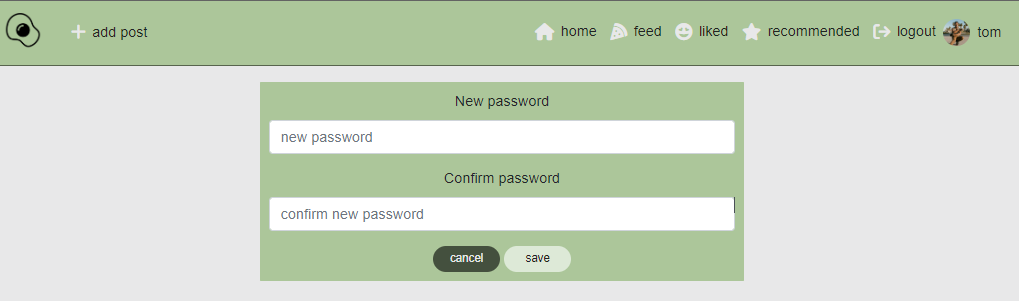 add post home feed liked recommended logout tom
New password
new password
Confirm password
confirm new password
cancel save